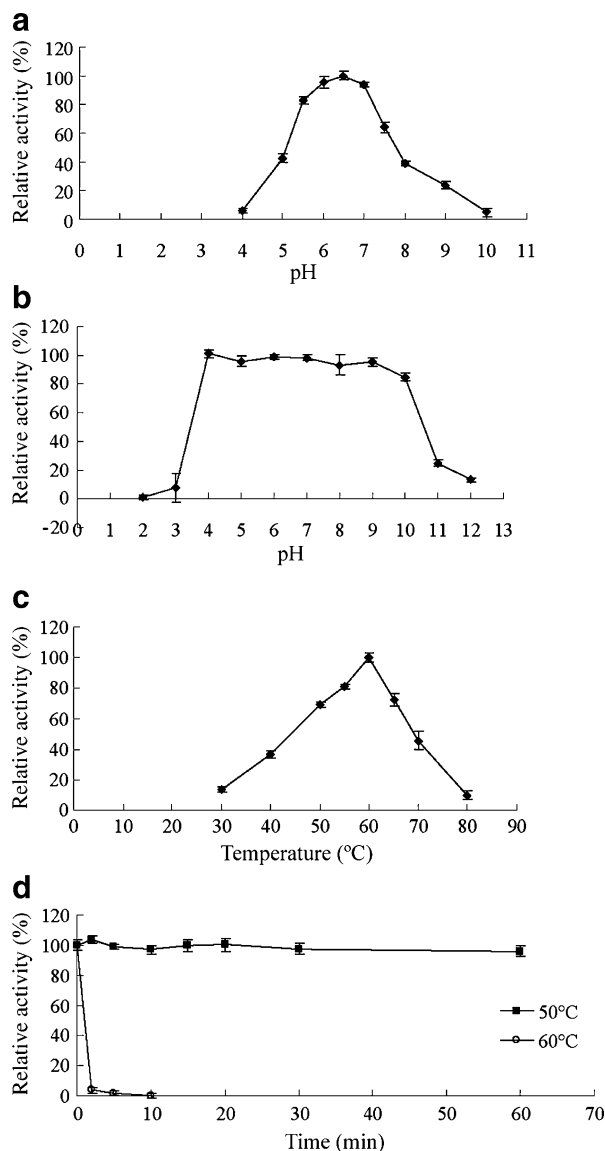 a
Relative activity (%)
120
100
80
60
40
20
0
0 1 2 3 4 5 6 7 8 9 10 11
pH
b
Relative activity (%)
120
100
80
60
40
20
0
-20
0 1 2 3 4 5 6 7 8 9 10 11 12 13
pH
c
Relative activity (%)
120
100
80
60
40
20
0
0 10 20 30 40 50 60 70 80 90
Temperature (ºC)
d
Relative activity (%)
120
100
80
60
40
20
0
50°C
60°C
0 10 20 30 40 50 60 70
Time (min)